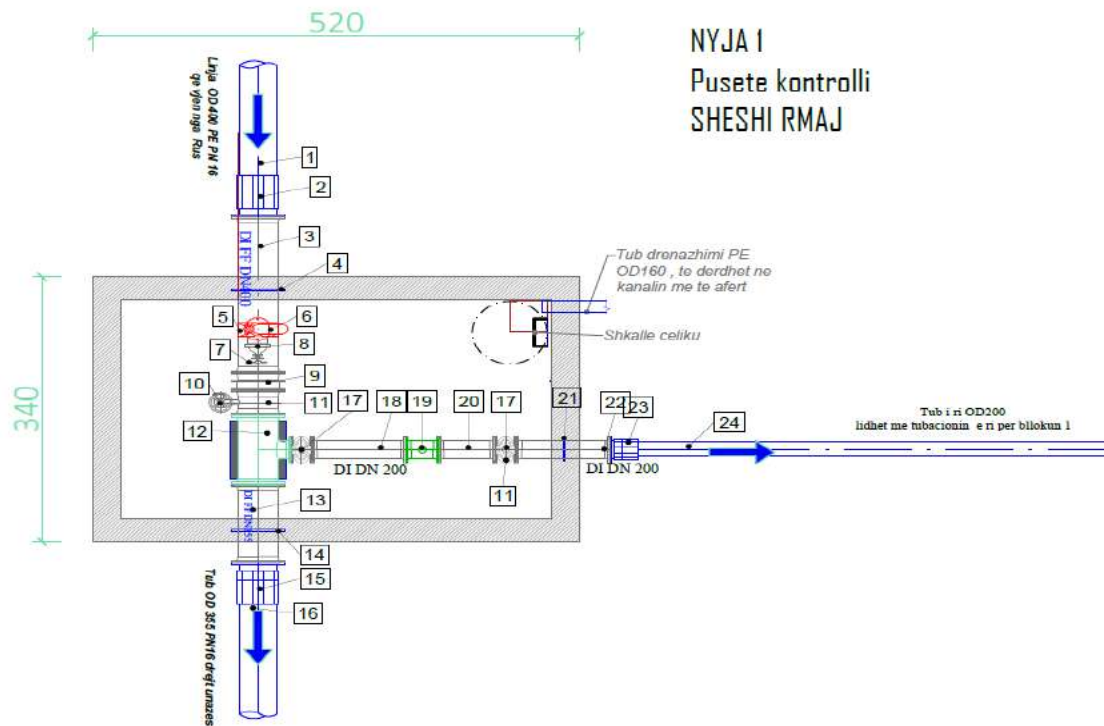 520
NYJA 1
Pusete kontrolli
SHESHI RMAJ
Linja OD400 PE PN 16
qe vjen nga Rus
1
2
3
DI FF DN400
4
Tub drenazhimi PE
OD160 , te derdhet ne
kanalin me te afert
5
6
Shkalle celiku
7
8
9
10
11
17
18
19
20
17
21
22
23
340
12
24
Tub i ri OD200
lidhet me tubacionin e ri per bllokun 1
DI DN 200
11
DI DN 200
13
14
15
16
Tub OD 355 PN16 drejt unazes